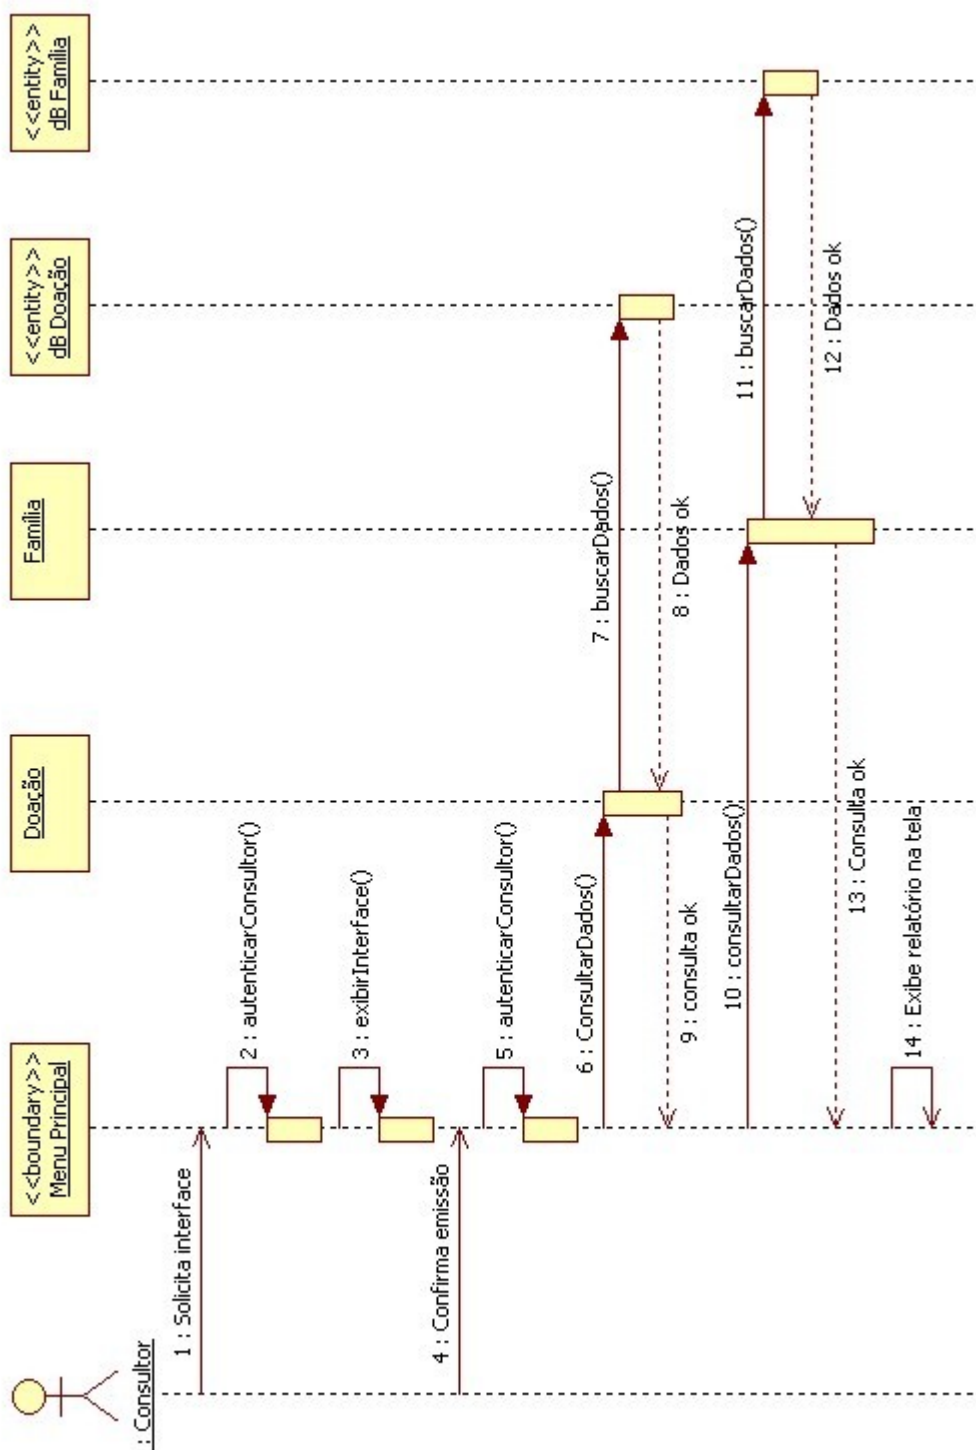 : Consultor
<<boundary>>
Menu Principal
Doação
Família
<<entity>>
dB Doação
<<entity>>
dB Família
1 : Solicita interface
2 : autenticarConsultor()
3 : exibirInterface()
4 : Confirma emissão
5 : autenticarConsultor()
6 : ConsultarDados()
7 : buscarDados()
8 : Dados ok
9 : consulta ok
10 : consultarDados()
11 : buscarDados()
12 : Dados ok
13 : Consulta ok
14 : Exibe relatório na tela